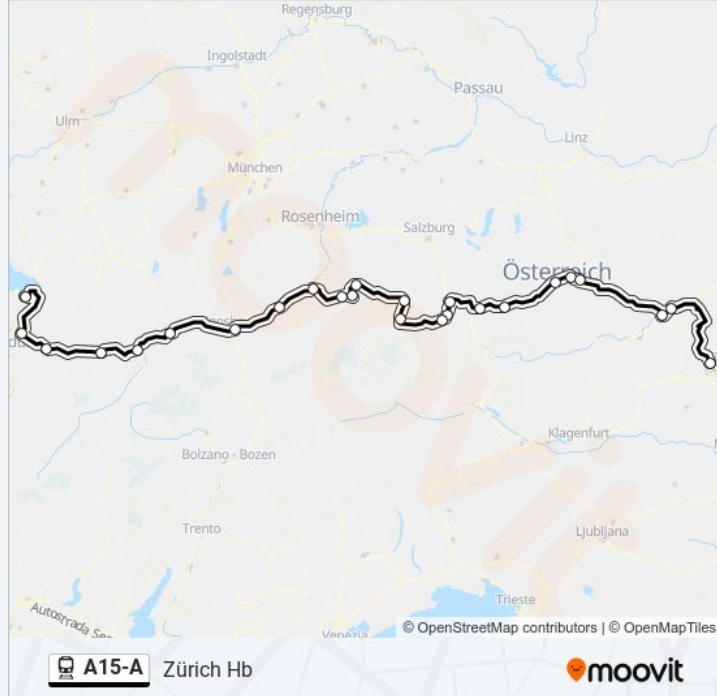 Regensburg
Ingolstadt
Passau
Ulm
Linz
München
Rosenheim
Salzburg
Österreich
Klagenfurt
Bolzano - Bozen
Trento
Ljubljana
Trieste
Autostrada Se
Venezia
moovit
© OpenStreetMap contributors | © OpenMapTiles
A15-A Zürich Hb
moovit